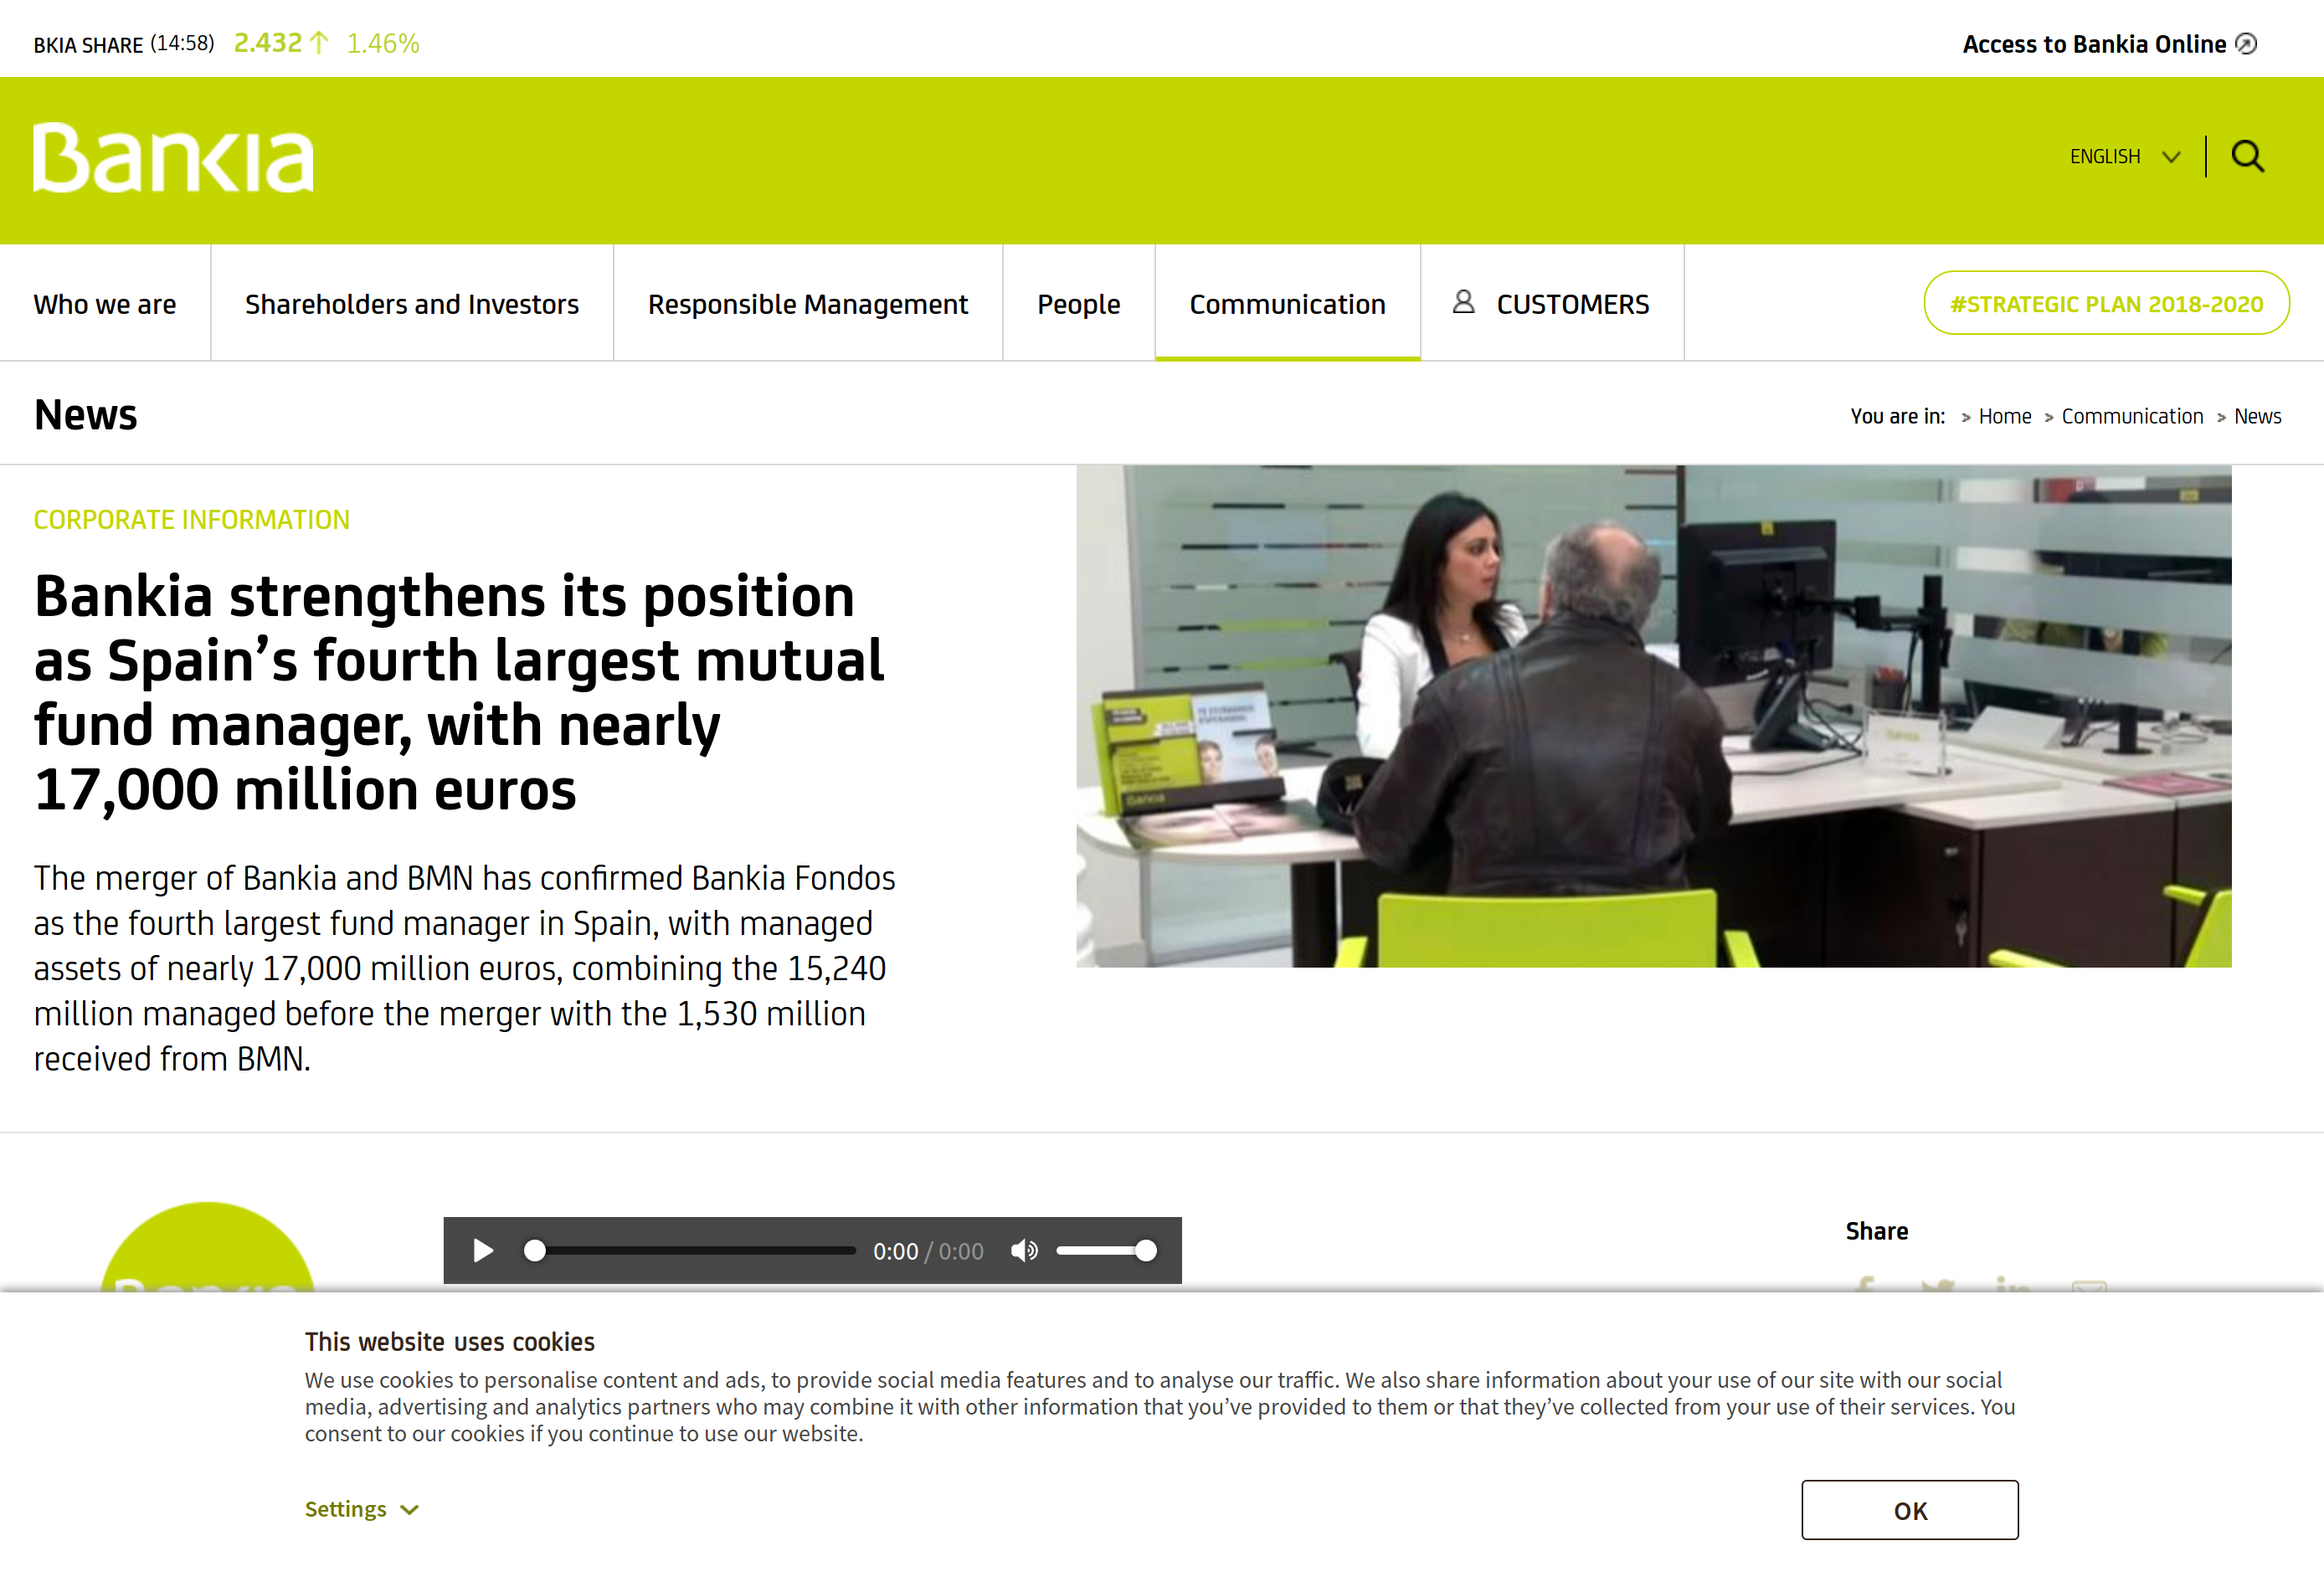 BKIA SHARE (14:58) 2.432 1.46%
Access to Bankia Online
Bankia
ENGLISH
Who we are
Shareholders and Investors
Responsible Management
People
Communication
CUSTOMERS
#STRATEGIC PLAN 2018-2020
News
You are in: > Home > Communication > News
CORPORATE INFORMATION
Bankia strengthens its position
as Spain’s fourth largest mutual
fund manager, with nearly
17,000 million euros
The merger of Bankia and BMN has confirmed Bankia Fondos
as the fourth largest fund manager in Spain, with managed
assets of nearly 17,000 million euros, combining the 15,240
million managed before the merger with the 1,530 million
received from BMN.
0:00 / 0:00
Share
Bankia
This website uses cookies
We use cookies to personalise content and ads, to provide social media features and to analyse our traffic. We also share information about your use of our site with our social
media, advertising and analytics partners who may combine it with other information that you’ve provided to them or that they’ve collected from your use of their services. You
consent to our cookies if you continue to use our website.
Settings
OK